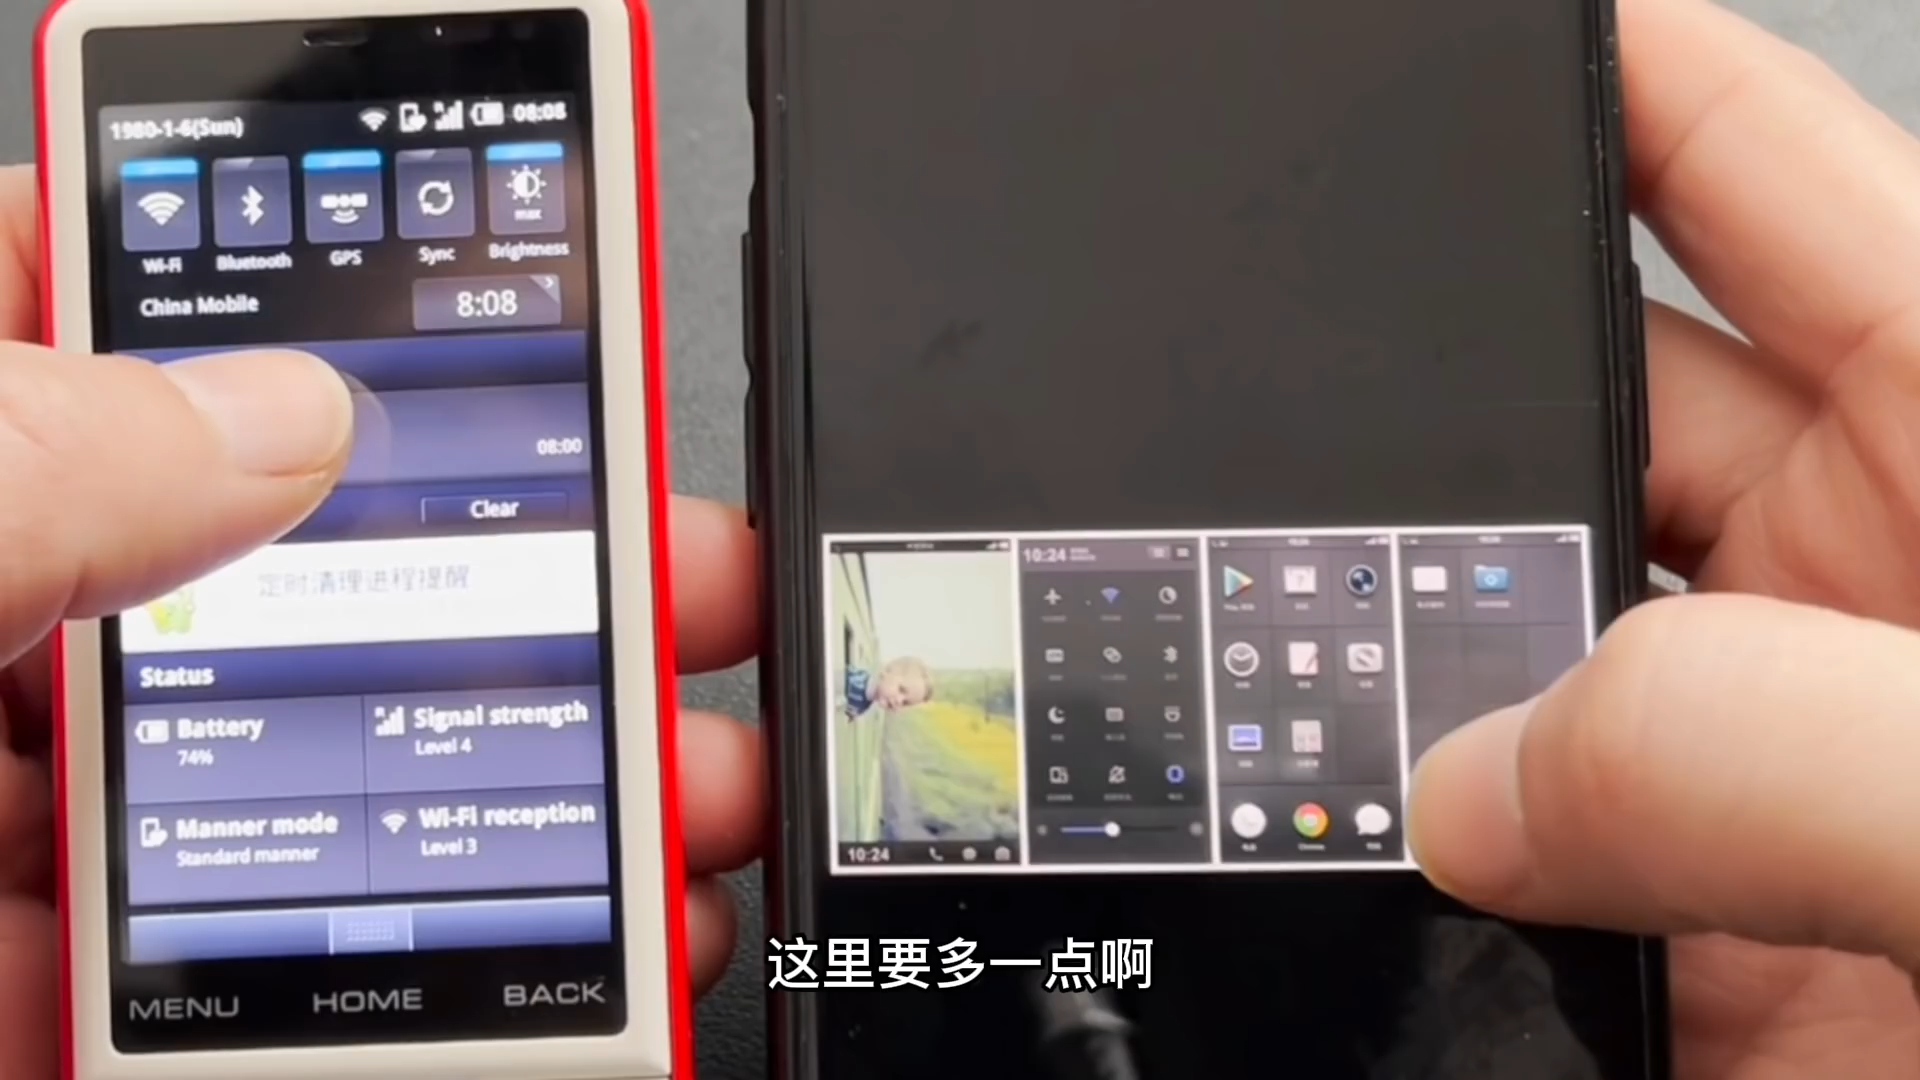 1980-1-6(Sun)
08:08
max
Wi-Fi
Bluetooth
GPS
Sync
Brightness
China Mobile
8:08
08:00
Clear
定时清理进程提醒
Status
Battery
74%
Signal strength
Level 4
Manner mode
Standard manner
Wi-Fi reception
Level 3
MENU
HOME
BACK
10:24
10:24
这里要多一点啊